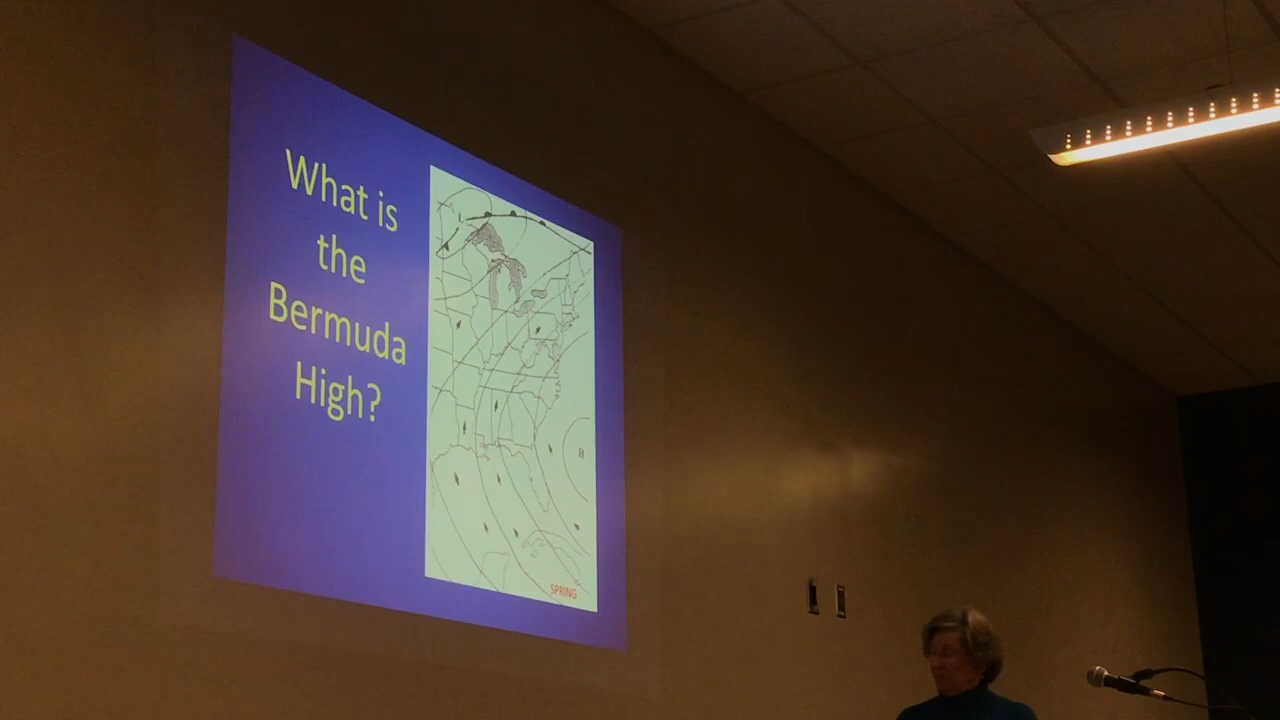 What is
the
Bermuda
High?
H
SPRING